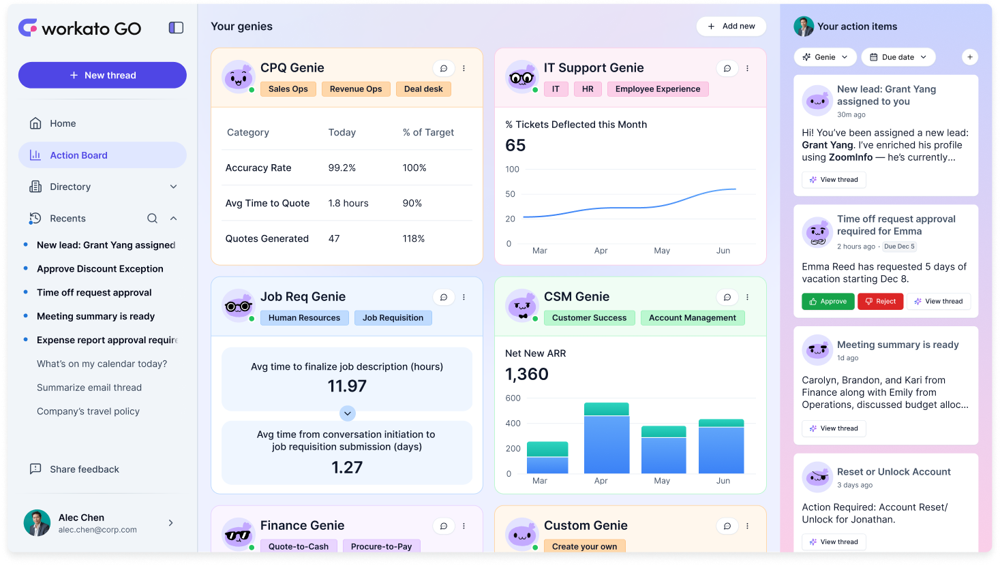 workato GO
+ New thread
Home
Action Board
Directory
Recents
New lead: Grant Yang assigned
Approve Discount Exception
Time off request approval
Meeting summary is ready
Expense report approval require
What's on my calendar today?
Summarize email thread
Company's travel policy
Share feedback
Alec Chen
alec.chen@corp.com
Your genies
+ Add new
CPQ Genie
Sales Ops Revenue Ops Deal desk
Category Today % of Target
Accuracy Rate 99.2% 100%
Avg Time to Quote 1.8 hours 90%
Quotes Generated 47 118%
IT Support Genie
IT HR Employee Experience
% Tickets Deflected this Month
65
100
50
20
0
Mar Apr May Jun
Job Req Genie
Human Resources Job Requisition
Avg time to finalize job description (hours)
11.97
Avg time from conversation initiation to
job requisition submission (days)
1.27
CSM Genie
Customer Success Account Management
Net New ARR
1,360
600
400
200
0
Mar Apr May Jun
Finance Genie
Quote-to-Cash Procure-to-Pay
Custom Genie
Create your own
Your action items
Genie Due date +
New lead: Grant Yang
assigned to you
30m ago
Hi! You've been assigned a new lead:
Grant Yang. I've enriched his profile
using ZoomInfo — he's currently...
View thread
Time off request approval
required for Emma
2 hours ago · Due Dec 5
Emma Reed has requested 5 days of
vacation starting Dec 8.
Approve Reject View thread
Meeting summary is ready
1d ago
Carolyn, Brandon, and Kari from
Finance along with Emily from
Operations, discussed budget alloc...
View thread
Reset or Unlock Account
3 days ago
Action Required: Account Reset/
Unlock for Jonathan.
View thread